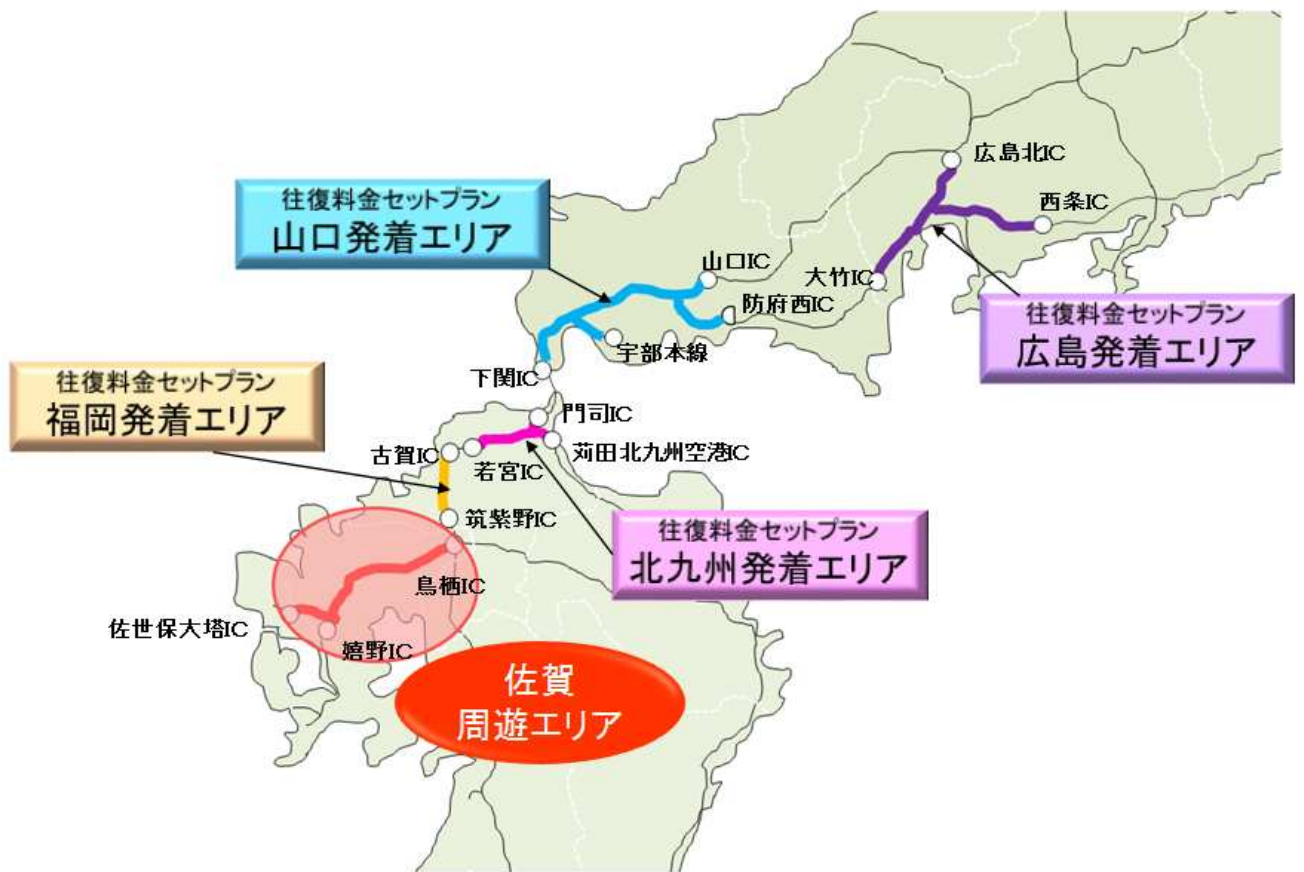 広島北IC
西条IC
往復料金セットプラン
山口発着エリア
山口IC
大竹IC
防府西IC
往復料金セットプラン
広島発着エリア
宇部本線
下関IC
往復料金セットプラン
福岡発着エリア
門司IC
古賀IC
若宮IC
苅田北九州空港IC
筑紫野IC
往復料金セットプラン
北九州発着エリア
鳥栖IC
佐世保大塔IC
嬉野IC
佐賀
周遊エリア